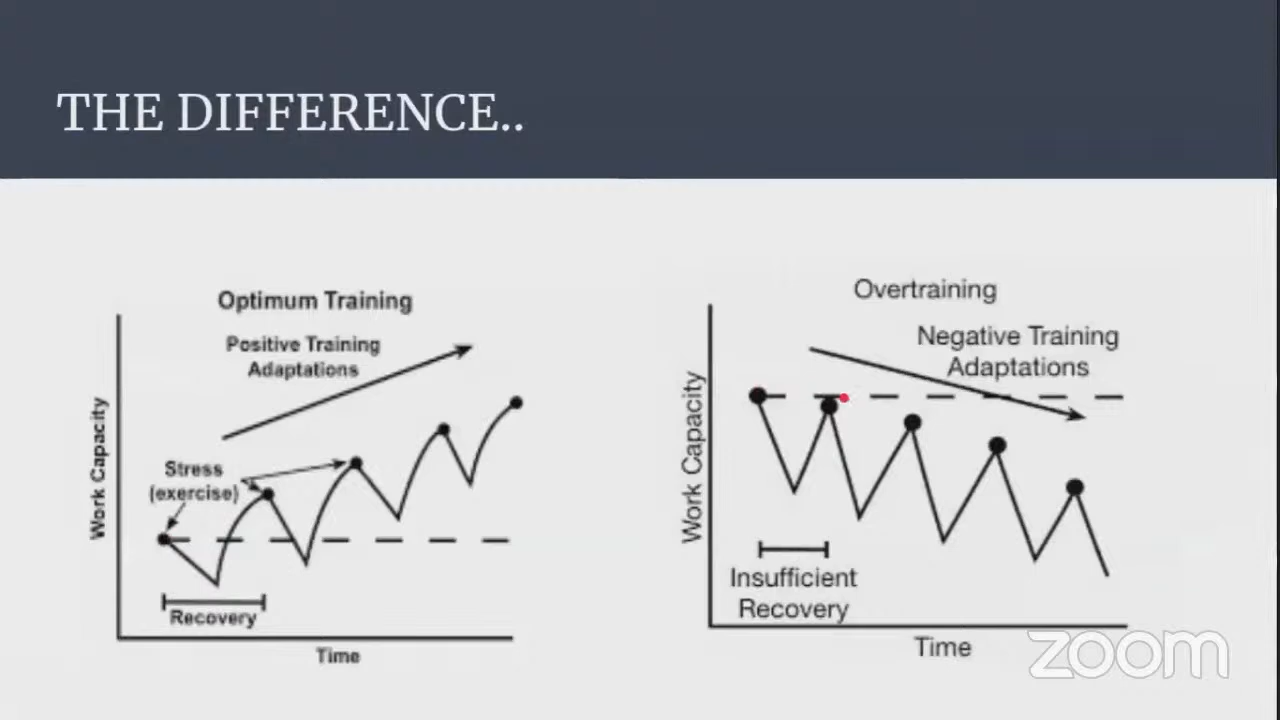 THE DIFFERENCE..
Optimum Training
Positive Training
Adaptations
Stress
(exercise)
Work Capacity
Recovery
Time
Overtraining
Negative Training
Adaptations
Work Capacity
Insufficient
Recovery
Time
zoom